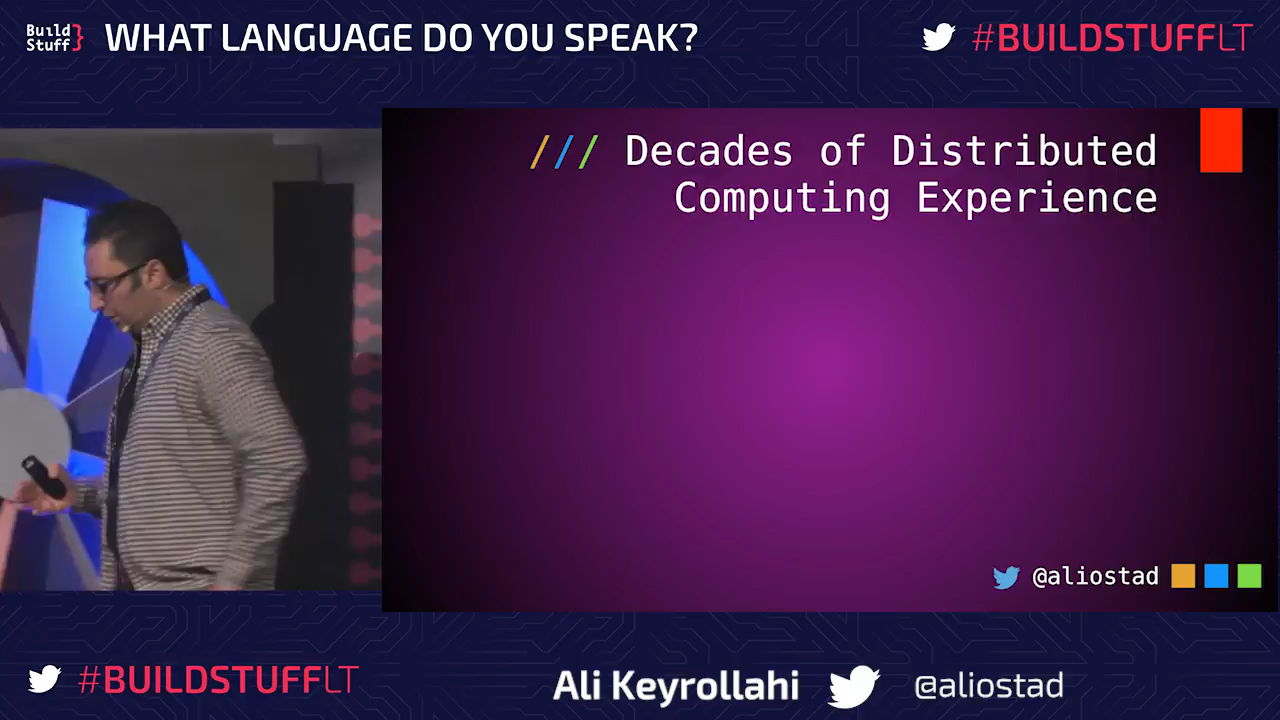 Build
Stuff}
WHAT LANGUAGE DO YOU SPEAK?
#BUILDSTUFFLT
/// Decades of Distributed
Computing Experience
@aliostad
#BUILDSTUFFLT
Ali Keyrollahi
@aliostad